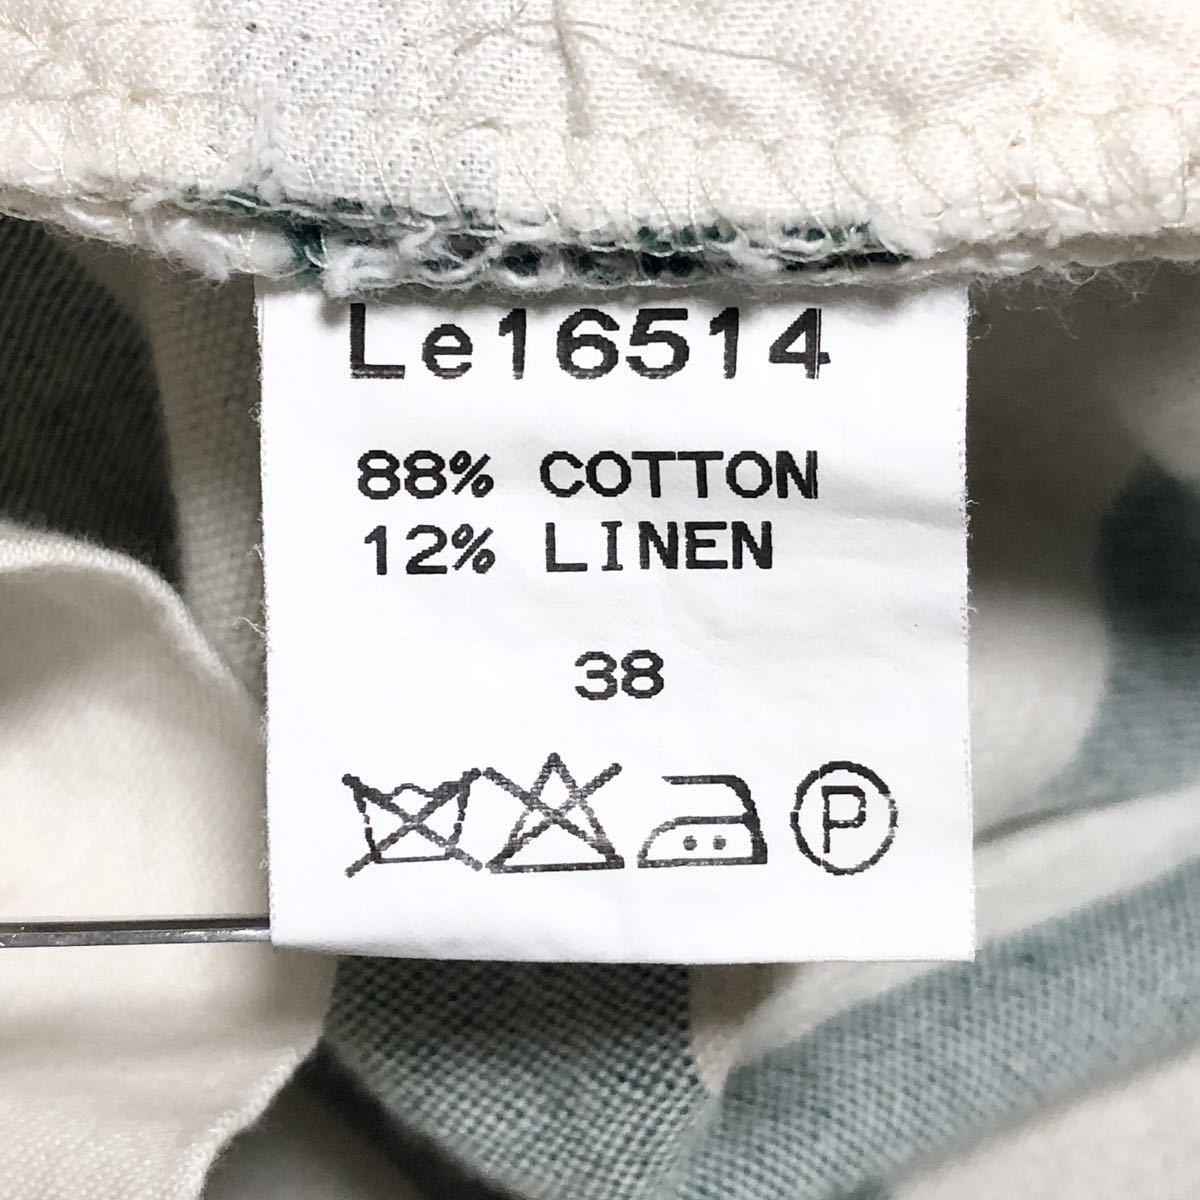 Le16514
88% COTTON
12% LINEN
38
P